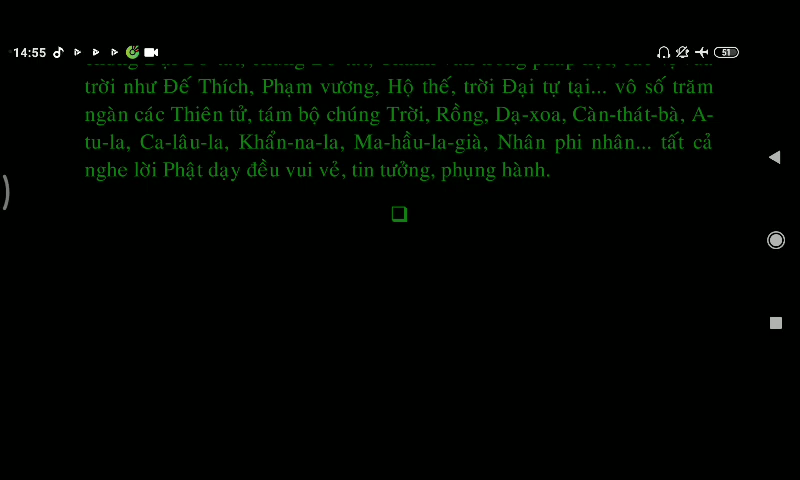 14:55
51
trời như Đế Thích, Phạm vương, Hộ thế, trời Đại tự tại... vô số trăm
ngàn các Thiên tử, tám bộ chúng Trời, Rồng, Dạ-xoa, Càn-thát-bà, A-
tu-la, Ca-lâu-la, Khẩn-na-la, Ma-hầu-la-già, Nhân phi nhân... tất cả
nghe lời Phật dạy đều vui vẻ, tin tưởng, phụng hành.